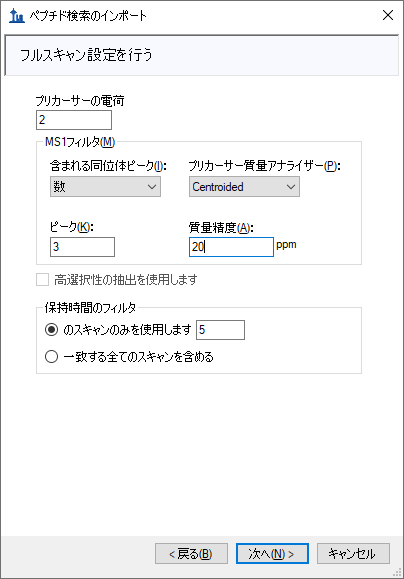 ペプチド検索のインポート
フルスキャン設定を行う
プリカーサーの電荷
2
MS1フィルタ(M)
含まれる同位体ピーク(I): プリカーサー質量アナライザー(P):
数 Centroided
ピーク(K): 質量精度(A):
3 20 ppm
高選択性の抽出を使用します
保持時間のフィルタ
のスキャンのみを使用します 5
一致する全てのスキャンを含める
< 戻る(B) 次へ(N) > キャンセル